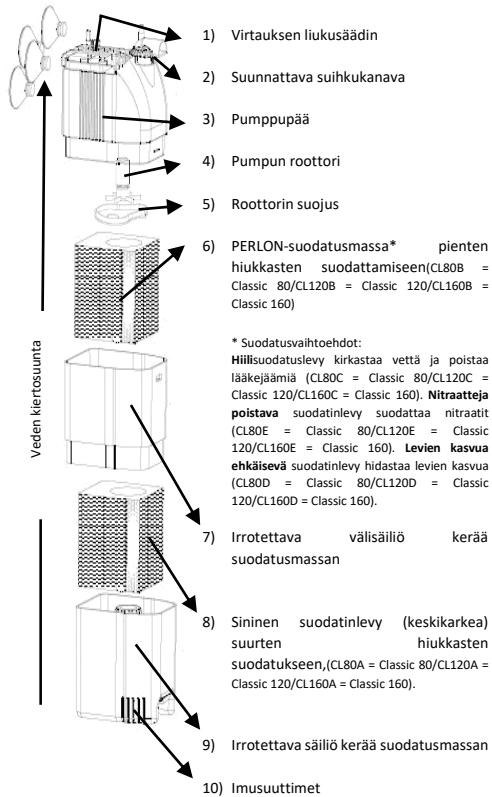 1) Virtauksen liukusäädin
2) Suunnattava suihkukanava
3) Pumppupää
4) Pumpun roottori
5) Roottorin suojus
6) PERLON-suodatusmassa* pienten
hiukkasten suodattamiseen(CL80B =
Classic 80/CL120B = Classic 120/CL160B =
Classic 160)
* Suodatusvaihtoehdot:
Hiilisuodatuslevy kirkastaa vettä ja poistaa
lääkejäämiä (CL80C = Classic 80/CL120C =
Classic 120/CL160C = Classic 160). Nitraatteja
poistava suodatinlevy suodattaa nitraatit
(CL80E = Classic 80/CL120E = Classic
120/CL160E = Classic 160). Levien kasvua
ehkäisevä suodatinlevy hidastaa levien kasvua
(CL80D = Classic 80/CL120D = Classic
120/CL160D = Classic 160).
Veden kiertosuunta
7) Irrotettava välisäiliö kerää
suodatusmassan
8) Sininen suodatinlevy (keskikarkea)
suurten hiukkasten
suodatukseen,(CL80A = Classic 80/CL120A =
Classic 120/CL160A = Classic 160).
9) Irrotettava säiliö kerää suodatusmassan
10) Imusuuttimet